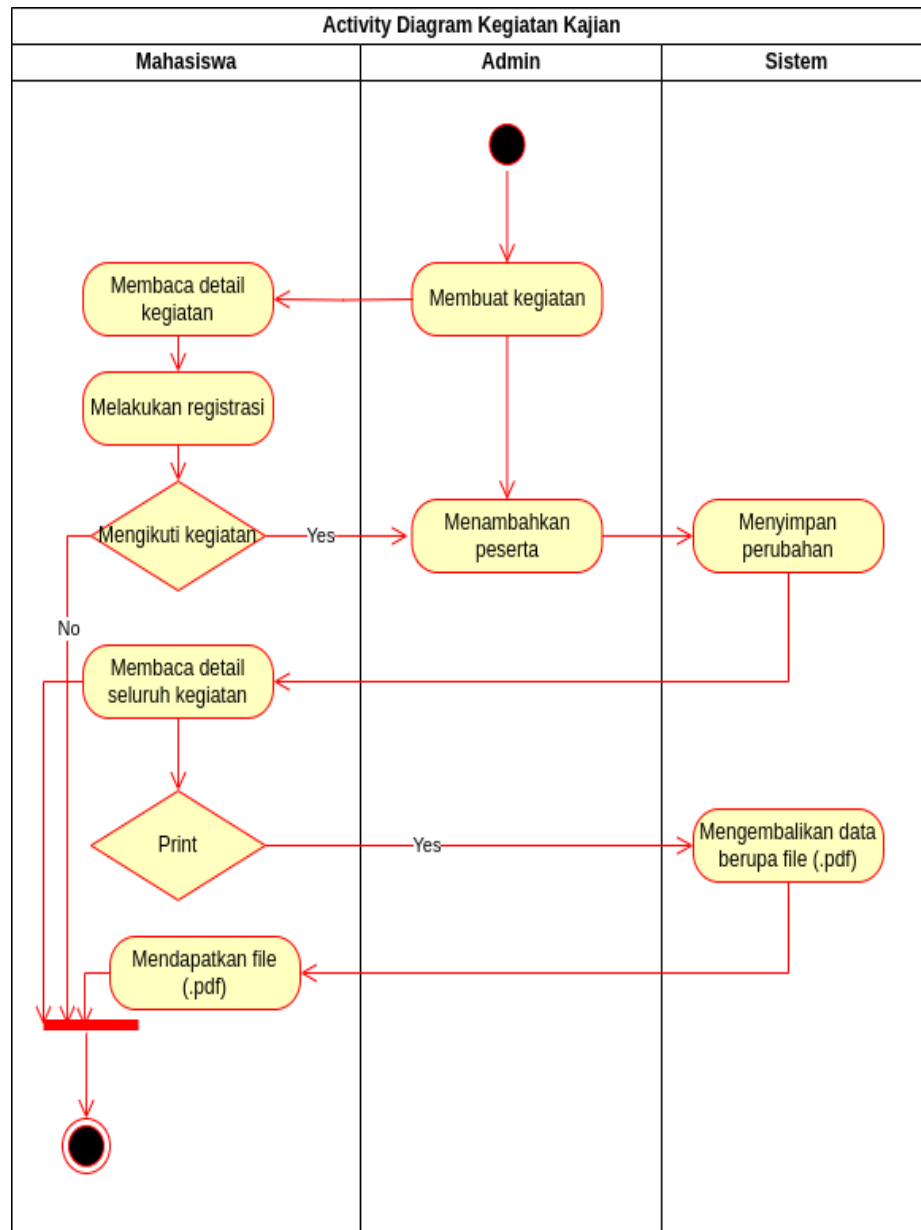 Activity Diagram Kegiatan Kajian
Mahasiswa
Admin
Sistem
Membaca detail
kegiatan
Membuat kegiatan
Melakukan registrasi
Mengikuti kegiatan
Yes
Menambahkan
peserta
Menyimpan
perubahan
No
Membaca detail
seluruh kegiatan
Print
Yes
Mengembalikan data
berupa file (.pdf)
Mendapatkan file
(.pdf)